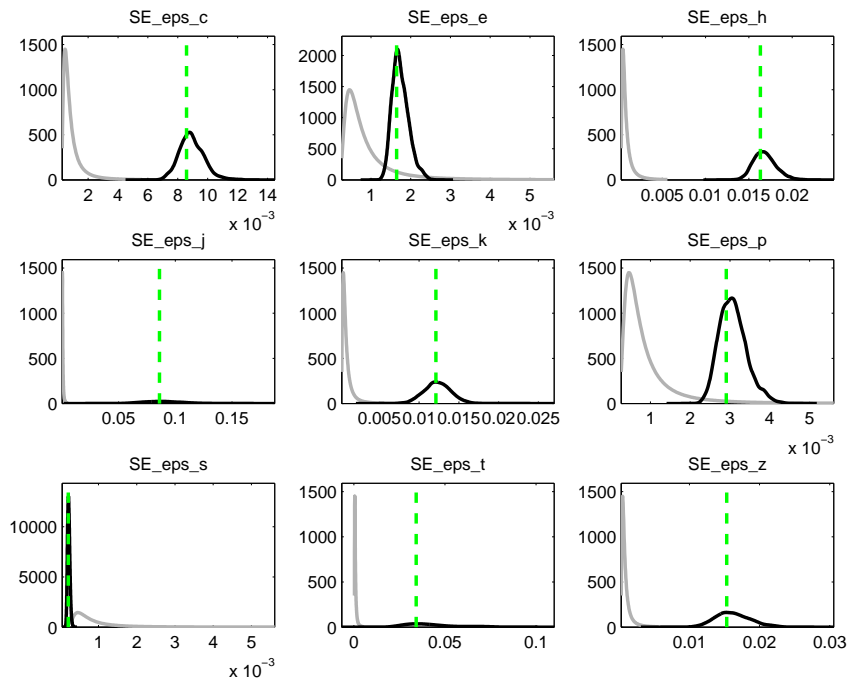 SE_eps_c SE_eps_e SE_eps_h
1500
1000
500
0
2 4 6 8 10 12 14
x 10⁻³
2000
1500
1000
500
0
1 2 3 4 5
x 10⁻³
1500
1000
500
0
0.005 0.01 0.015 0.02
SE_eps_j SE_eps_k SE_eps_p
1500
1000
500
0
0.05 0.1 0.15
1500
1000
500
0
0.005 0.01 0.015 0.02 0.025
1500
1000
500
0
1 2 3 4 5
x 10⁻³
SE_eps_s SE_eps_t SE_eps_z
10000
5000
0
1 2 3 4 5
x 10⁻³
1500
1000
500
0
0 0.05 0.1
1500
1000
500
0
0.01 0.02 0.03